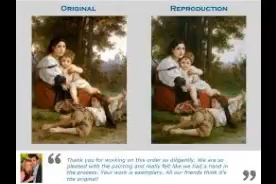 ORIGINAL
REPRODUCTION
Thank you for working on this order so diligently. We are so
pleased with the painting and really felt like we had a hand in
the process. Your work is exemplary. All our friends think it's
the original!